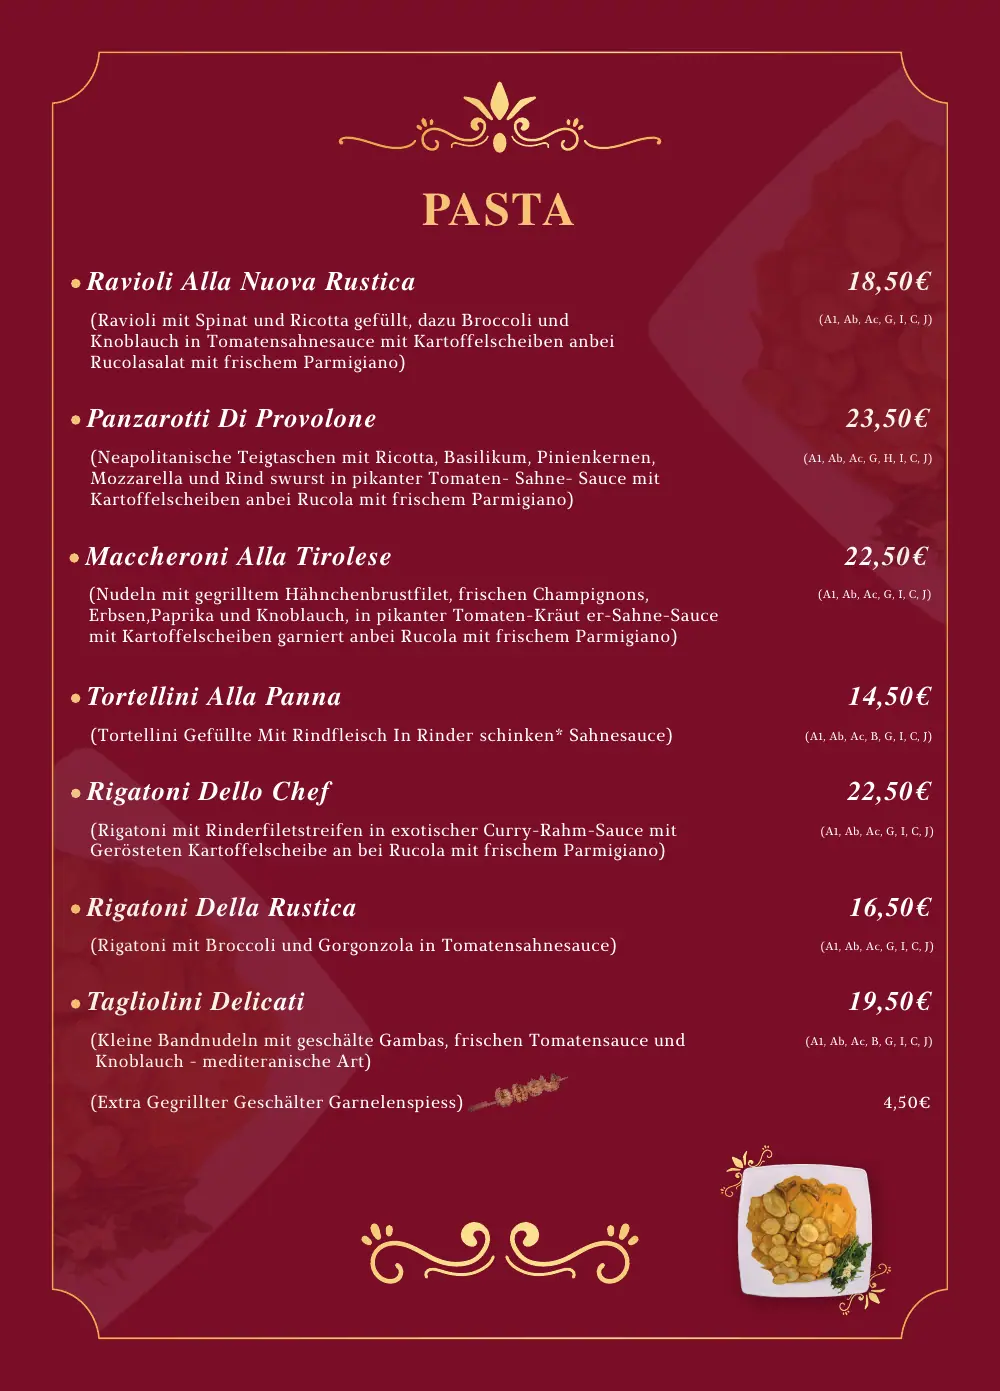 PASTA
Ravioli Alla Nuova Rustica 18,50€
(Ravioli mit Spinat und Ricotta gefüllt, dazu Broccoli und (A1, Ab, Ac, G, I, C, J)
Knoblauch in Tomatensahnesauce mit Kartoffelscheiben anbei
Rucolasalat mit frischem Parmigiano)
Panzarotti Di Provolone 23,50€
(Neapolitanische Teigtaschen mit Ricotta, Basilikum, Pinienkernen, (A1, Ab, Ac, G, H, I, C, J)
Mozzarella und Rind swurst in pikanter Tomaten- Sahne- Sauce mit
Kartoffelscheiben anbei Rucola mit frischem Parmigiano)
Maccheroni Alla Tirolese 22,50€
(Nudeln mit gegrilltem Hähnchenbrustfilet, frischen Champignons, (A1, Ab, Ac, G, I, C, J)
Erbsen,Paprika und Knoblauch, in pikanter Tomaten-Kräut er-Sahne-Sauce
mit Kartoffelscheiben garniert anbei Rucola mit frischem Parmigiano)
Tortellini Alla Panna 14,50€
(Tortellini Gefüllte Mit Rindfleisch In Rinder schinken* Sahnesauce) (A1, Ab, Ac, B, G, I, C, J)
Rigatoni Dello Chef 22,50€
(Rigatoni mit Rinderfiletstreifen in exotischer Curry-Rahm-Sauce mit (A1, Ab, Ac, G, I, C, J)
Gerösteten Kartoffelscheibe an bei Rucola mit frischem Parmigiano)
Rigatoni Della Rustica 16,50€
(Rigatoni mit Broccoli und Gorgonzola in Tomatensahnesauce) (A1, Ab, Ac, G, I, C, J)
Tagliolini Delicati 19,50€
(Kleine Bandnudeln mit geschälte Gambas, frischen Tomatensauce und (A1, Ab, Ac, B, G, I, C, J)
Knoblauch - mediteranische Art)
(Extra Gegrillter Geschälter Garnelenspiess) 4,50€